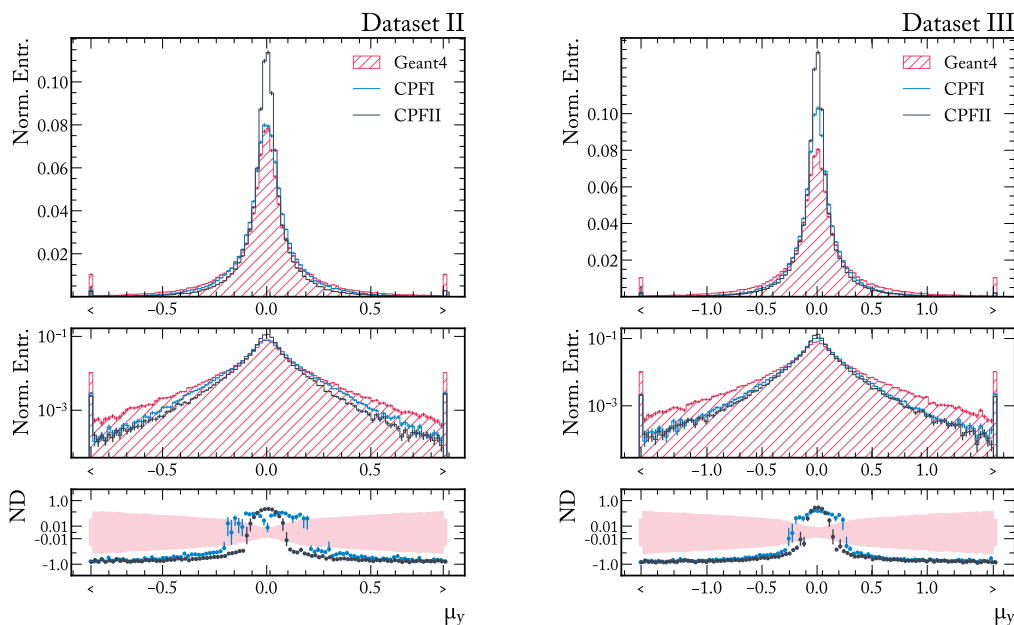 Dataset II
Norm. Entr.
0.10
0.08
0.06
0.04
0.02
Geant4
CPFI
CPFII
< −0.5 0.0 0.5 >
Norm. Entr.
10⁻¹
10⁻³
< −0.5 0.0 0.5 >
ND
1.0
0.01
−0.01
−1.0
< −0.5 0.0 0.5 >
μy
Dataset III
Norm. Entr.
0.10
0.08
0.06
0.04
0.02
Geant4
CPFI
CPFII
< −1.0 −0.5 0.0 0.5 1.0 >
Norm. Entr.
10⁻¹
10⁻³
< −1.0 −0.5 0.0 0.5 1.0 >
ND
1.0
0.01
−0.01
−1.0
< −1.0 −0.5 0.0 0.5 1.0 >
μy